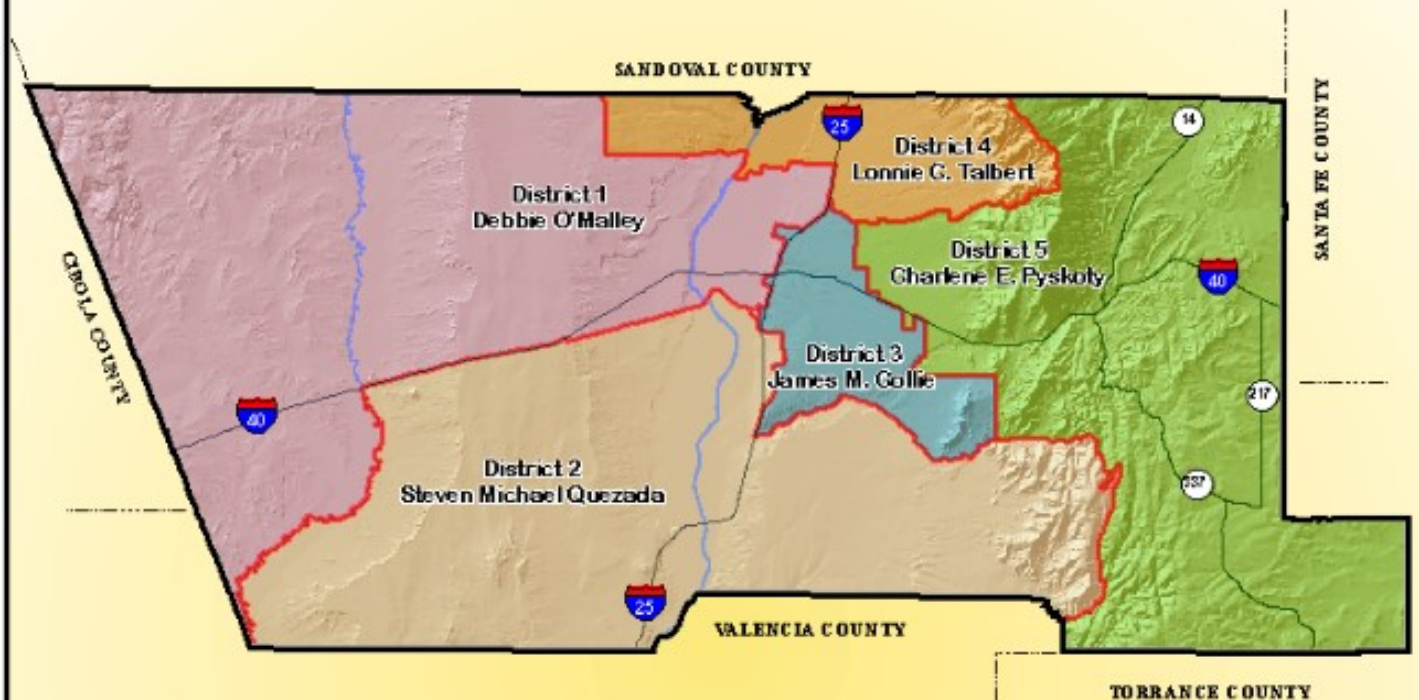 SANDOVAL COUNTY
25
14
District 4
Lonnie C. Talbert
SANTA FE COUNTY
District 1
Debbie O'Malley
District 5
Charlene E. Pyskoty
40
CIBOLA COUNTY
District 3
James M. Collie
40
217
District 2
Steven Michael Quezada
337
25
VALENCIA COUNTY
TORRANCE COUNTY